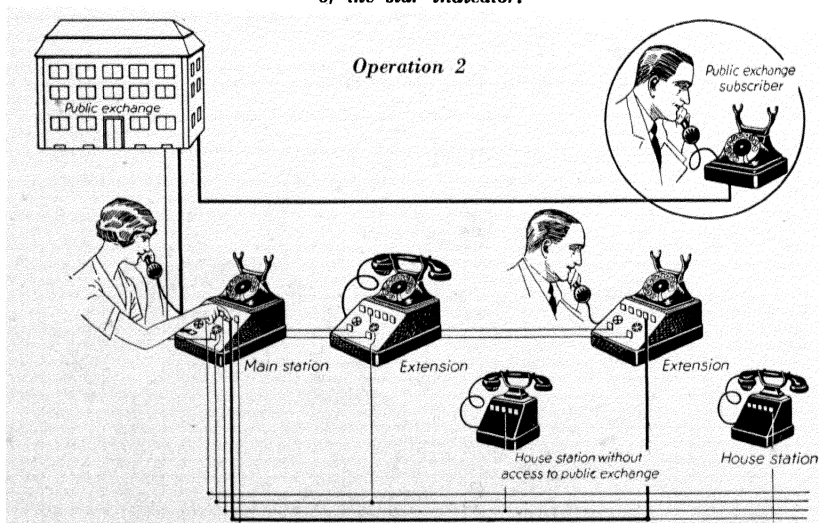 of the star indicator.
Operation 2
Public exchange
Public exchange
subscriber
Main station
Extension
Extension
House station without
access to public exchange
House station